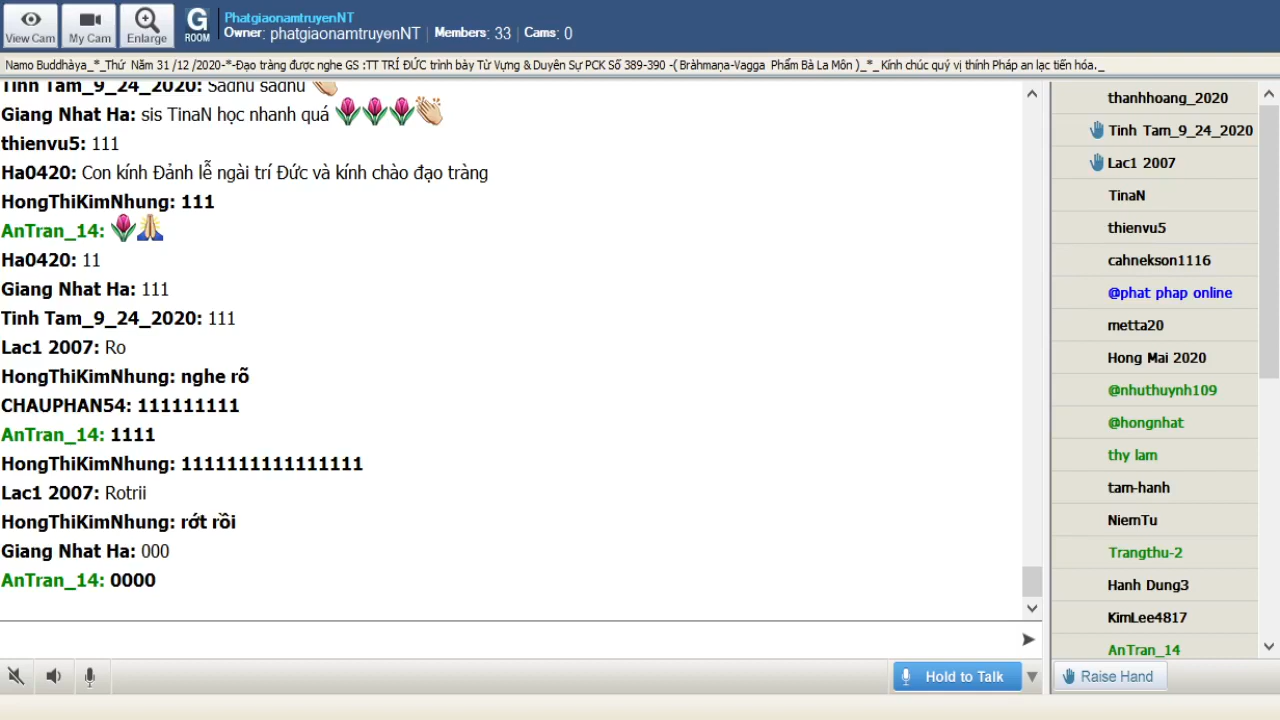 View Cam
My Cam
Enlarge
G
ROOM
PhatgiaonamtruyenNT
Owner: phatgiaonamtruyenNT | Members: 33 | Cams: 0
Namo Buddhàya_*_Thứ Năm 31 /12 /2020-*-Đạo tràng được nghe GS :TT TRÍ ĐỨC trình bày Từ Vựng & Duyên Sự PCK Số 389-390 -( Bràhmaṇa-Vagga Phẩm Bà La Môn )_*_ Kính chúc quý vị thính Pháp an lạc tiến hóa._
Tinh Tam_9_24_2020: Sadhu sadhu 👏
Giang Nhat Ha: sis TinaN học nhanh quá 🌷🌷🌷👏
thienvu5: 111
Ha0420: Con kính Đảnh lễ ngài trí Đức và kính chào đạo tràng
HongThiKimNhung: 111
AnTran_14: 🌷🙏
Ha0420: 11
Giang Nhat Ha: 111
Tinh Tam_9_24_2020: 111
Lac1 2007: Ro
HongThiKimNhung: nghe rõ
CHAUPHAN54: 111111111
AnTran_14: 1111
HongThiKimNhung: 1111111111111111
Lac1 2007: Rotrii
HongThiKimNhung: rớt rồi
Giang Nhat Ha: 000
AnTran_14: 0000
thanhhoang_2020
Tinh Tam_9_24_2020
Lac1 2007
TinaN
thienvu5
cahnekson1116
@phat phap online
metta20
Hong Mai 2020
@nhuthuynh109
@hongnhat
thy lam
tam-hanh
NiemTu
Trangthu-2
Hanh Dung3
KimLee4817
AnTran_14
Hold to Talk
Raise Hand